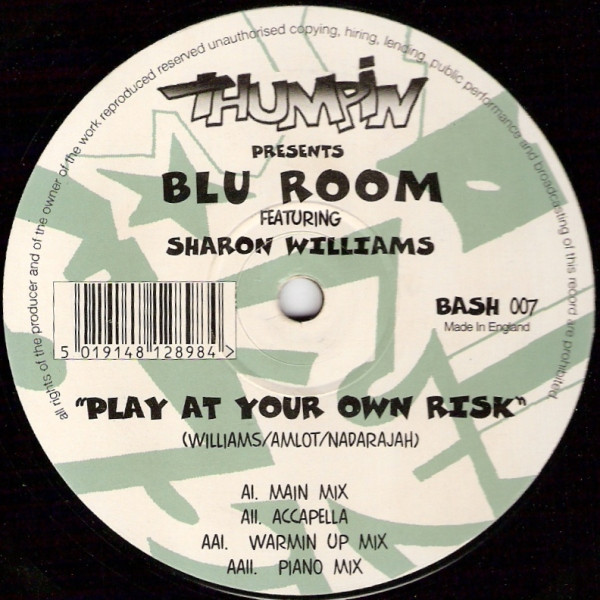 all rights of the producer and of the owner of the work reproduced reserved unauthorised copying, hiring, lending, public performance and broadcasting of this record are prohibited.
THUMPIN
PRESENTS
BLU ROOM
FEATURING
SHARON WILLIAMS
BASH 007
Made In England
5 019148 128984 >
"PLAY AT YOUR OWN RISK"
(WILLIAMS/AMLOT/NADARAJAH)
AI. MAIN MIX
AII. ACCAPELLA
AAI. WARMIN UP MIX
AAII. PIANO MIX